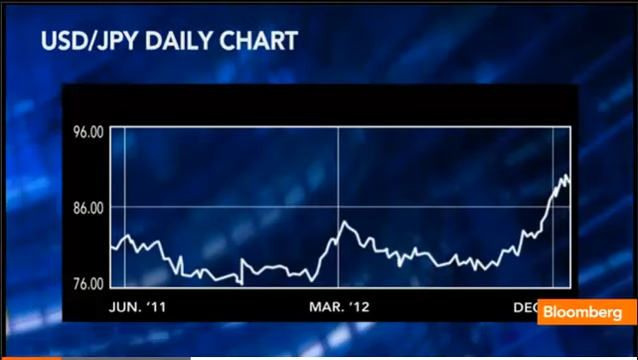 USD/JPY DAILY CHART
96.00
86.00
76.00
JUN. '11 MAR. '12
Bloomberg